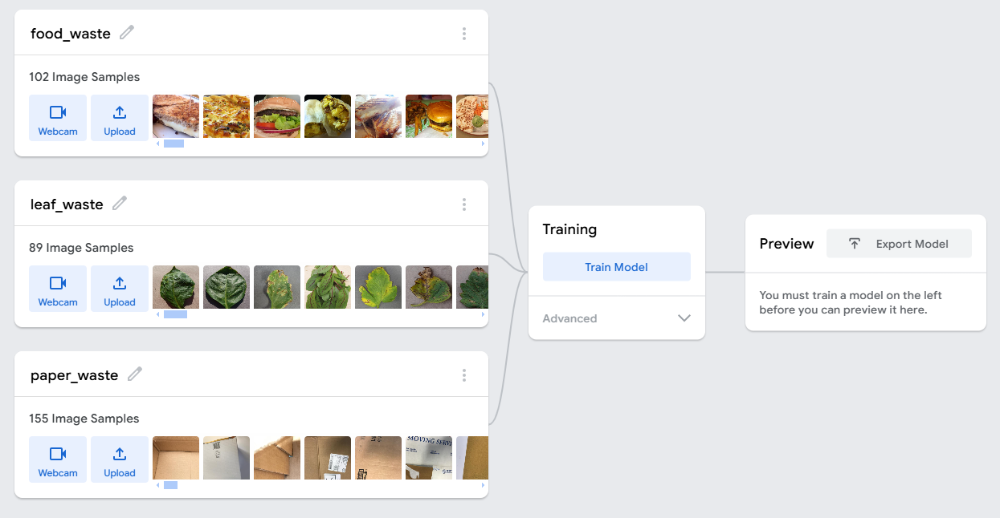 food_waste
102 Image Samples
Webcam
Upload
leaf_waste
89 Image Samples
Webcam
Upload
paper_waste
155 Image Samples
Webcam
Upload
MOVING SERVI
Training
Train Model
Advanced
Preview
Export Model
You must train a model on the left
before you can preview it here.